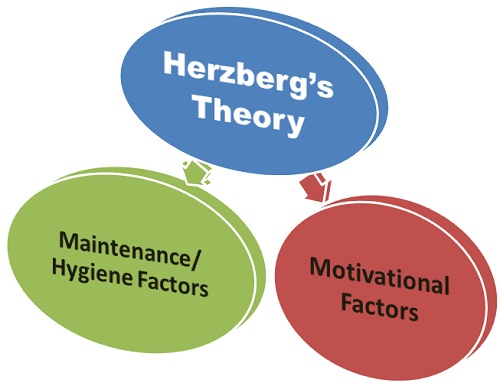 Herzberg's
Theory
Maintenance/
Hygiene Factors
Motivational
Factors